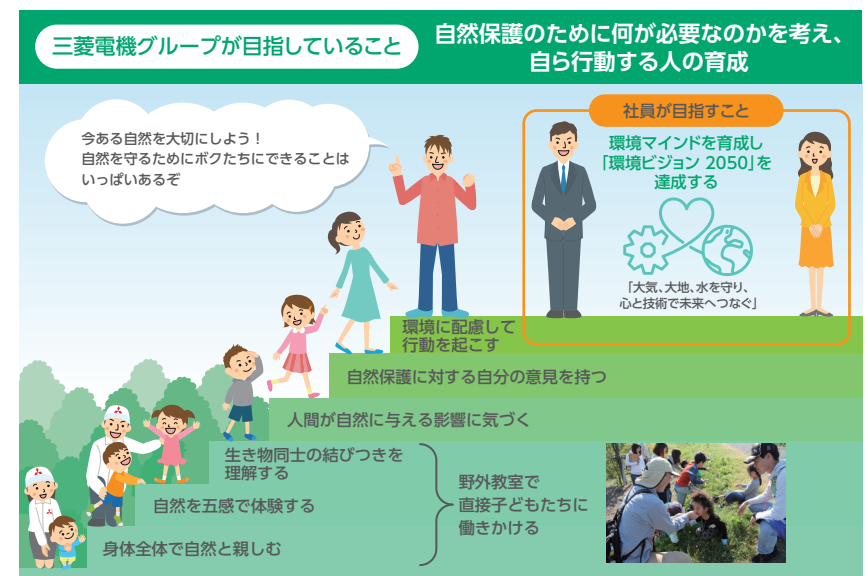 三菱電機グループが目指していること
自然保護のために何が必要なのかを考え、
自ら行動する人の育成
今ある自然を大切にしよう！
自然を守るためにボクたちにできることは
いっぱいあるぞ
社員が目指すこと
環境マインドを育成し
「環境ビジョン 2050」を
達成する
「大気、大地、水を守り、
心と技術で未来へつなぐ」
環境に配慮して
行動を起こす
自然保護に対する自分の意見を持つ
人間が自然に与える影響に気づく
生き物同士の結びつきを
理解する
自然を五感で体験する
身体全体で自然と親しむ
野外教室で
直接子どもたちに
働きかける